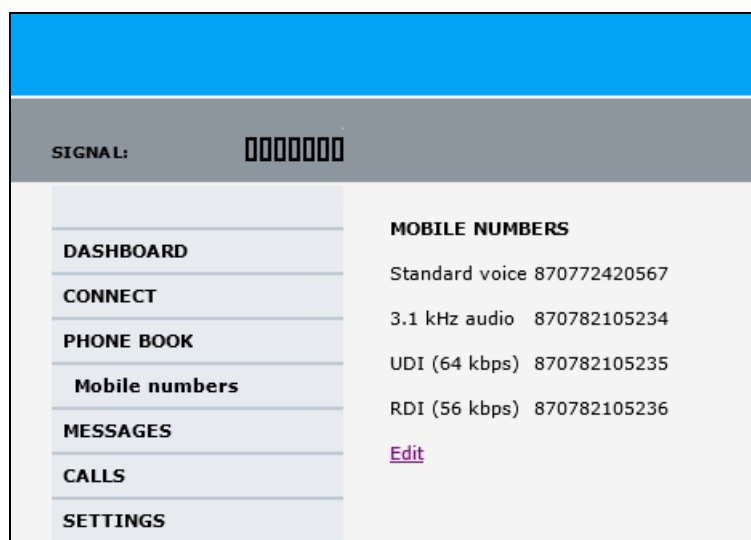 SIGNAL:
DASHBOARD
CONNECT
PHONE BOOK
Mobile numbers
MESSAGES
CALLS
SETTINGS
MOBILE NUMBERS
Standard voice 870772420567
3.1 kHz audio 870782105234
UDI (64 kbps) 870782105235
RDI (56 kbps) 870782105236
Edit